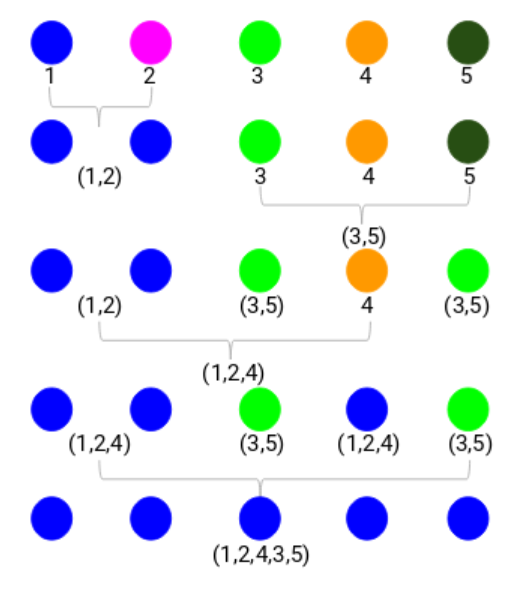 1 2 3 4 5
(1,2) 3 4 5
(3,5)
(1,2) (3,5) 4 (3,5)
(1,2,4)
(1,2,4) (3,5) (1,2,4) (3,5)
(1,2,4,3,5)